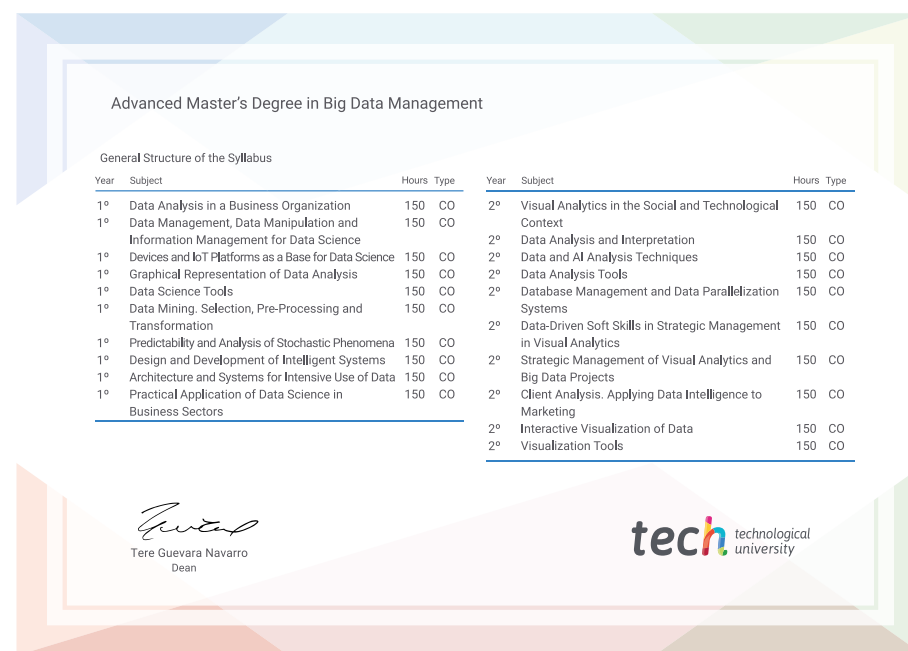 Advanced Master's Degree in Big Data Management
General Structure of the Syllabus
Year Subject Hours Type
1º Data Analysis in a Business Organization 150 CO
1º Data Management, Data Manipulation and 150 CO
Information Management for Data Science
1º Devices and IoT Platforms as a Base for Data Science 150 CO
1º Graphical Representation of Data Analysis 150 CO
1º Data Science Tools 150 CO
1º Data Mining. Selection, Pre-Processing and 150 CO
Transformation
1º Predictability and Analysis of Stochastic Phenomena 150 CO
1º Design and Development of Intelligent Systems 150 CO
1º Architecture and Systems for Intensive Use of Data 150 CO
1º Practical Application of Data Science in 150 CO
Business Sectors
Year Subject Hours Type
2º Visual Analytics in the Social and Technological 150 CO
Context
2º Data Analysis and Interpretation 150 CO
2º Data and AI Analysis Techniques 150 CO
2º Data Analysis Tools 150 CO
2º Database Management and Data Parallelization 150 CO
Systems
2º Data-Driven Soft Skills in Strategic Management 150 CO
in Visual Analytics
2º Strategic Management of Visual Analytics and 150 CO
Big Data Projects
2º Client Analysis. Applying Data Intelligence to 150 CO
Marketing
2º Interactive Visualization of Data 150 CO
2º Visualization Tools 150 CO
Tere Guevara Navarro
Dean
tech technological
university